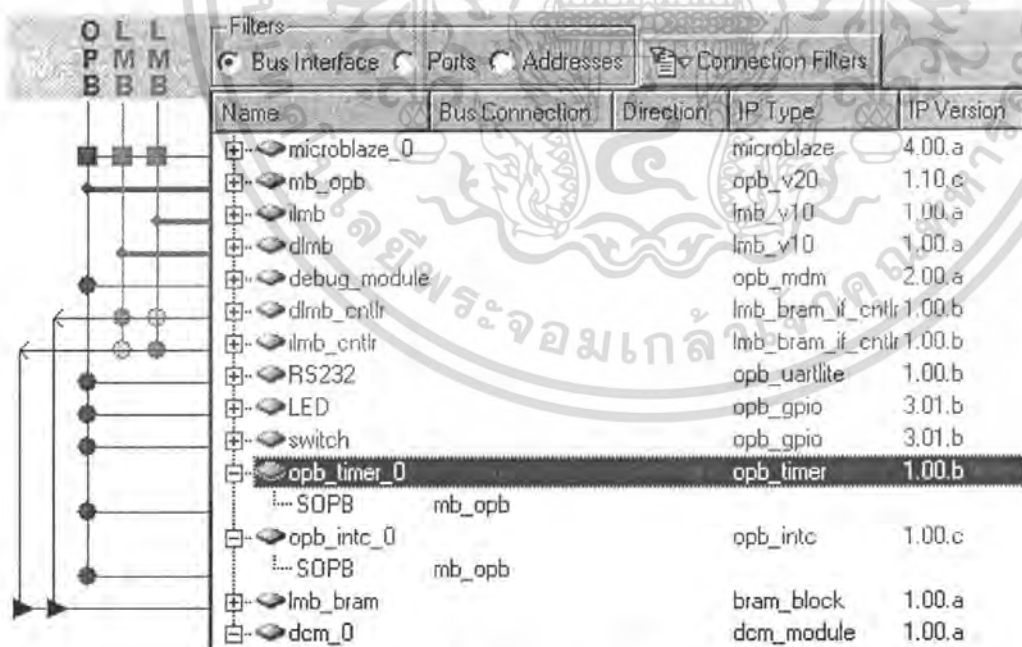 O L L
P M M
B B B
Filters
Bus Interface Ports Addresses Connection Filters
Name Bus Connection Direction IP Type IP Version
microblaze_0 microblaze 4.00.a
mb_opb opb_v20 1.10.c
ilmb lmb_v10 1.00.a
dlmb lmb_v10 1.00.a
debug_module opb_mdm 2.00.a
dlmb_cntlr lmb_bram_if_cntlr 1.00.b
ilmb_cntlr lmb_bram_if_cntlr 1.00.b
RS232 opb_uartlite 1.00.b
LED opb_gpio 3.01.b
switch opb_gpio 3.01.b
opb_timer_0 opb_timer 1.00.b
SOPB mb_opb
opb_intc_0 opb_intc 1.00.c
SOPB mb_opb
lmb_bram bram_block 1.00.a
dcm_0 dcm_module 1.00.a